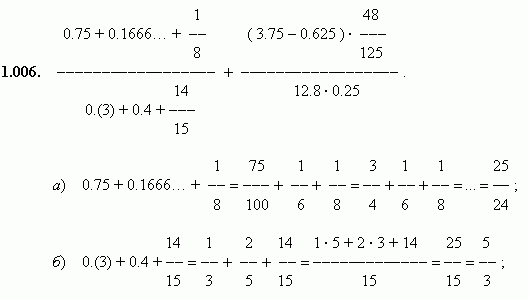 1.006. (0.75 + 0.1666… + 1/8) / (0.(3) + 0.4 + 14/15) + ((3.75 – 0.625) · 48/125) / (12.8 · 0.25) .
а) 0.75 + 0.1666… + 1/8 = 75/100 + 1/6 + 1/8 = 3/4 + 1/6 + 1/8 = ... = 25/24 ;
б) 0.(3) + 0.4 + 14/15 = 1/3 + 2/5 + 14/15 = (1 · 5 + 2 · 3 + 14)/15 = 25/15 = 5/3 ;